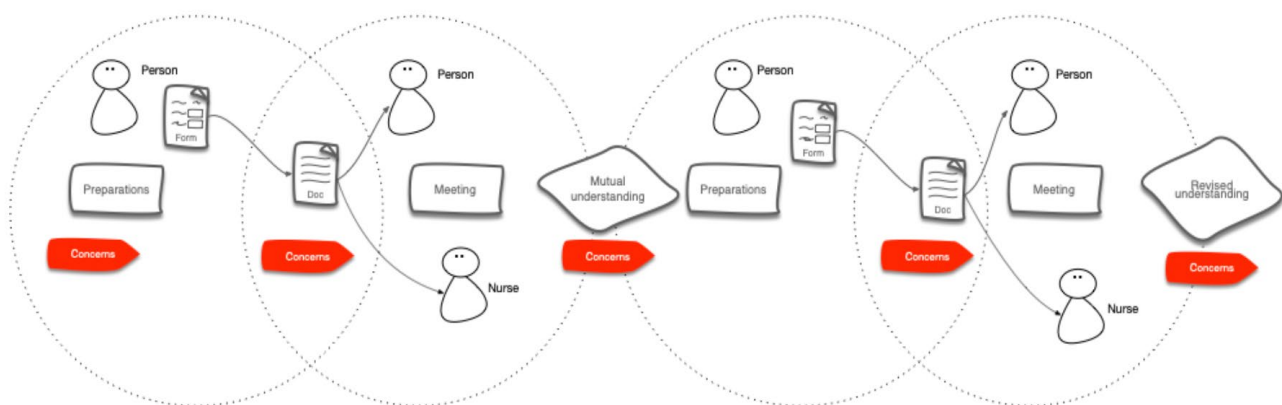 Person
Form
Preparations
Concerns
Doc
Concerns
Person
Meeting
Nurse
Mutual
understanding
Concerns
Person
Form
Preparations
Doc
Concerns
Person
Meeting
Nurse
Revised
understanding
Concerns